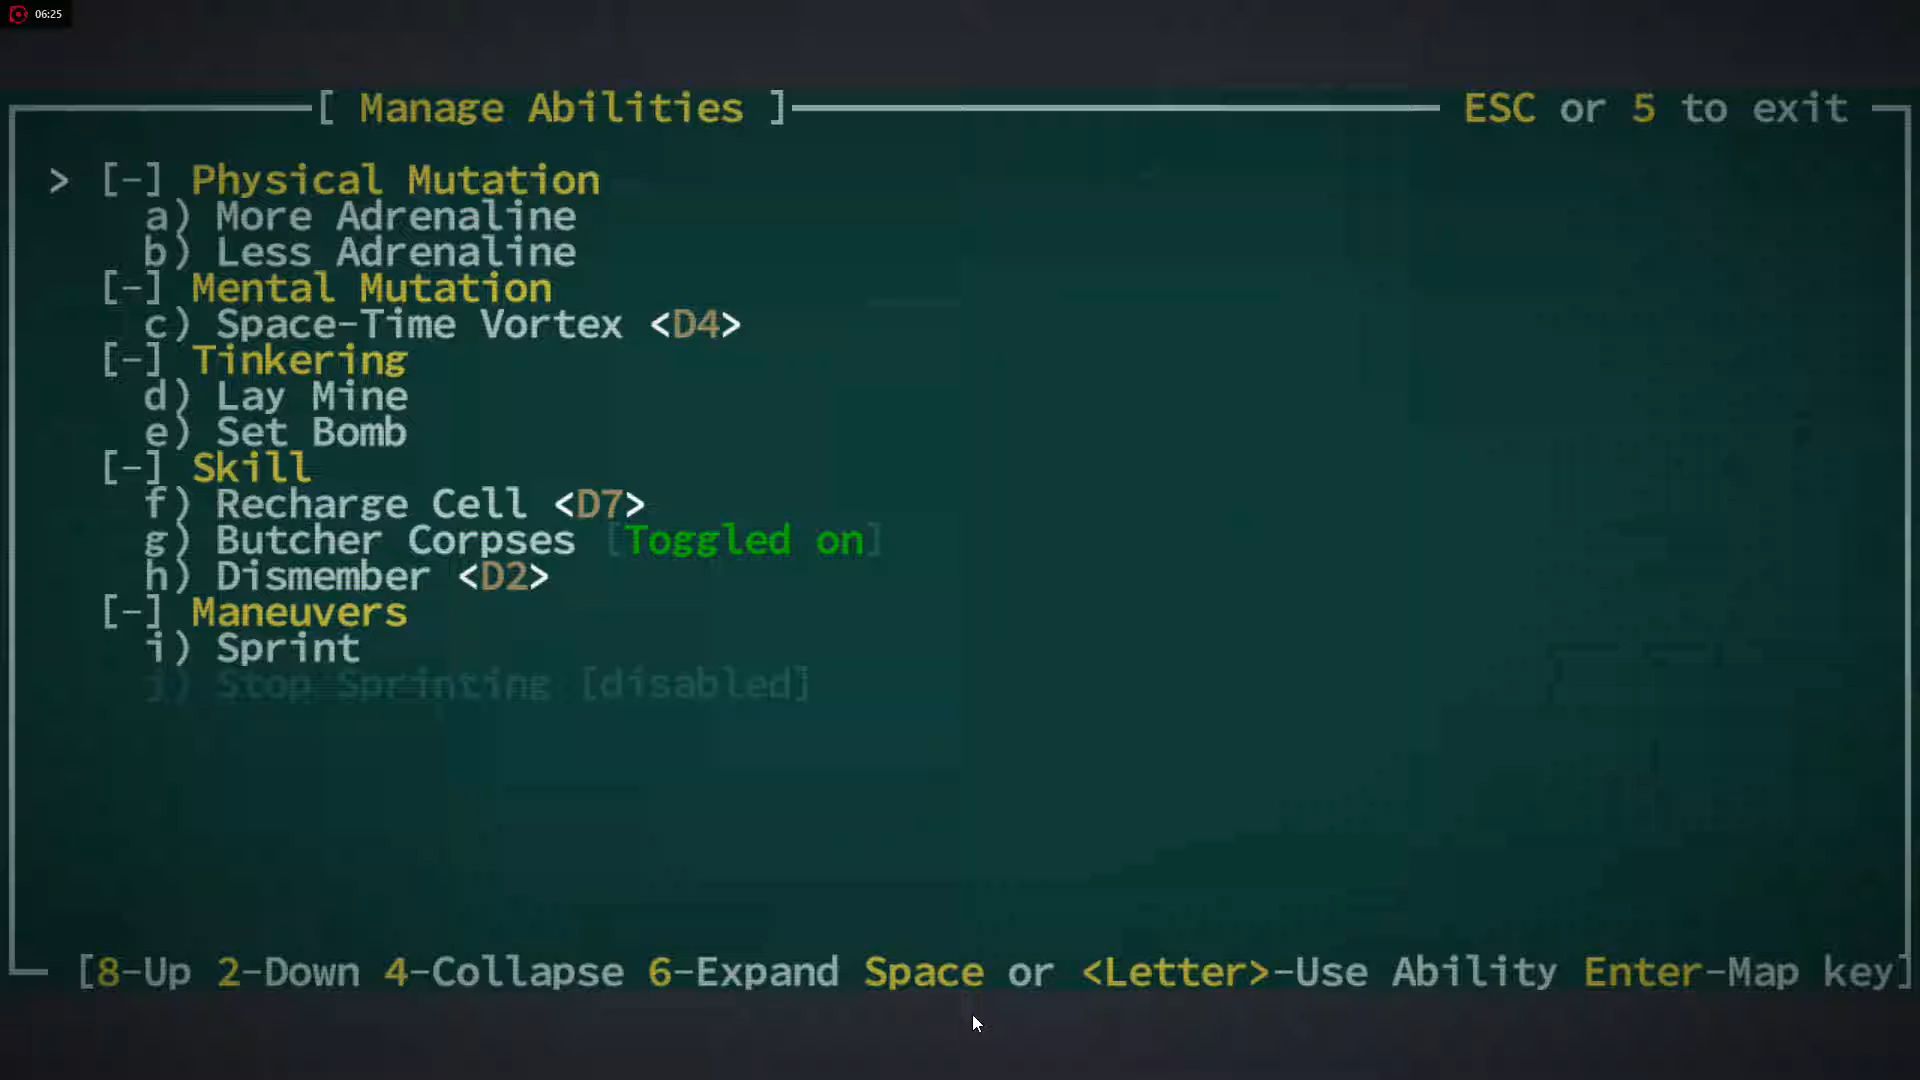 06:25
[ Manage Abilities ] ESC or 5 to exit
> [-] Physical Mutation
a) More Adrenaline
b) Less Adrenaline
[-] Mental Mutation
c) Space-Time Vortex <D4>
[-] Tinkering
d) Lay Mine
e) Set Bomb
[-] Skill
f) Recharge Cell <D7>
g) Butcher Corpses [Toggled on]
h) Dismember <D2>
[-] Maneuvers
i) Sprint
j) Stop Sprinting [disabled]
[8-Up 2-Down 4-Collapse 6-Expand Space or <Letter>-Use Ability Enter-Map key]